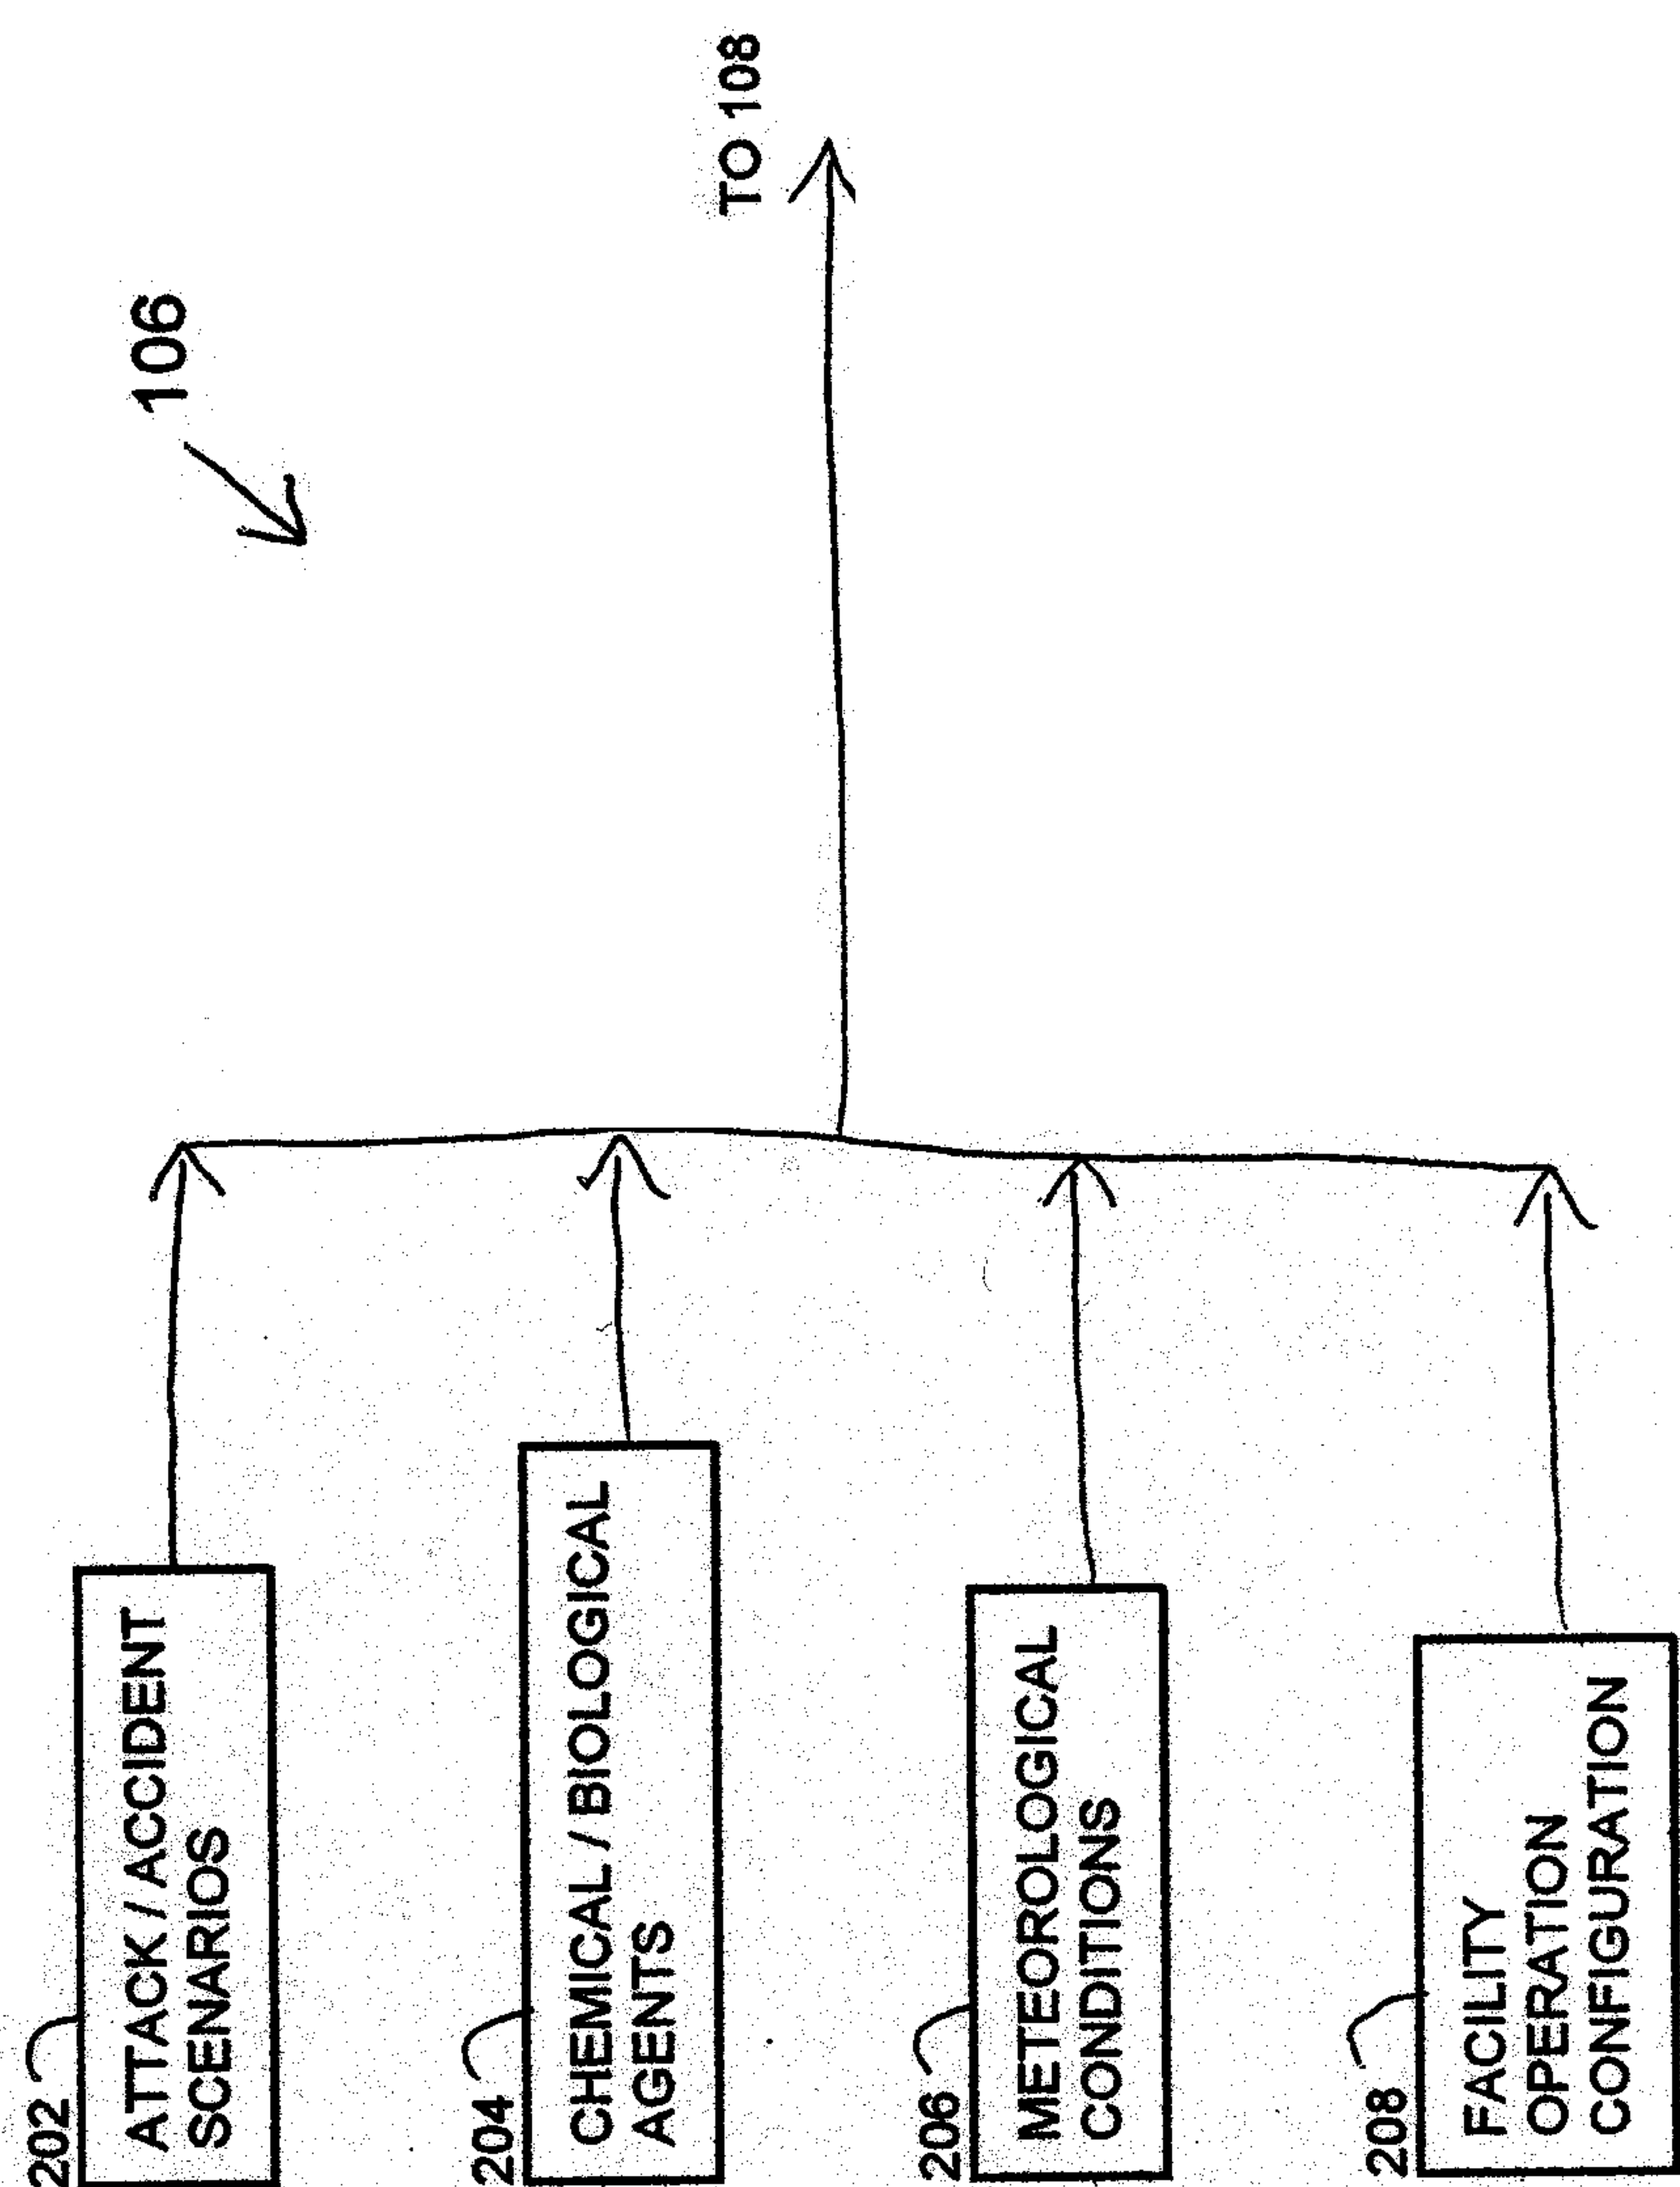 106
TO 108
202
ATTACK / ACCIDENT
SCENARIOS
204
CHEMICAL / BIOLOGICAL
AGENTS
206
METEOROLOGICAL
CONDITIONS
208
FACILITY
OPERATION
CONFIGURATION